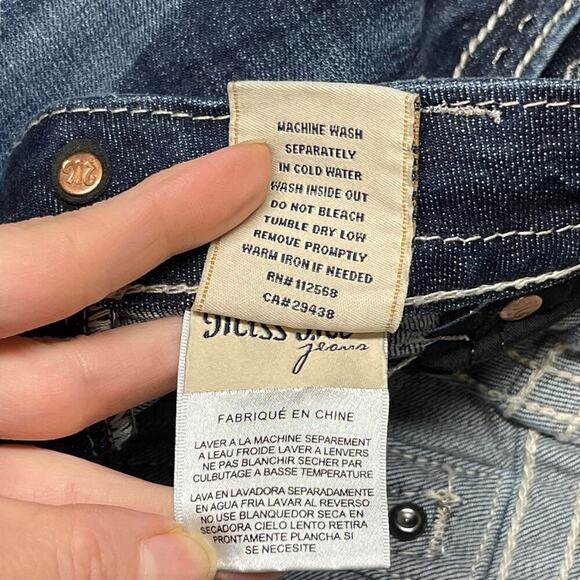 MACHINE WASH
SEPARATELY
IN COLD WATER
WASH INSIDE OUT
DO NOT BLEACH
TUMBLE DRY LOW
REMOVE PROMPTLY
WARM IRON IF NEEDED
RN#112568
CA#29438
jeans
FABRIQUÉ EN CHINE
LAVER A LA MACHINE SEPAREMENT
A LEAU FROIDE LAVER A LENVERS
NE PAS BLANCHIR SECHER PAR
CULBUTAGE A BASSE TEMPERATURE
LAVA EN LAVADORA SEPARADAMENTE
EN AGUA FRIA LAVAR AL REVERSO
NO USE BLANQUEDOR SECA EN
SECADORA CIELO LENTO RETIRA
PRONTAMENTE PLANCHA SI
SE NECESITE